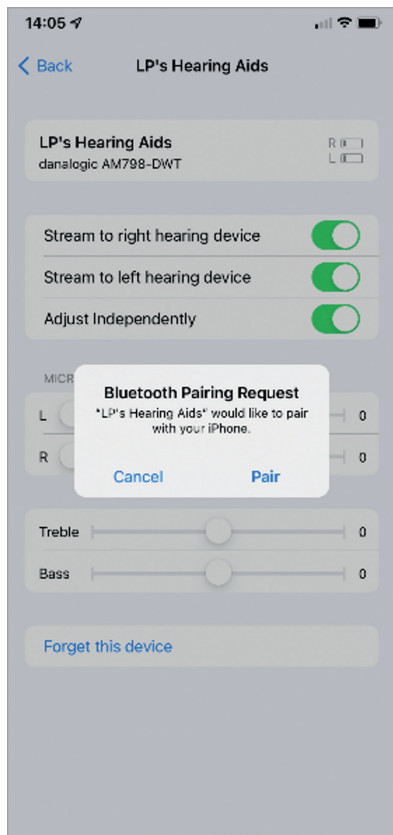 14:05
Back
LP's Hearing Aids
LP's Hearing Aids
danalogic AM798-DWT
R
L
Stream to right hearing device
Stream to left hearing device
Adjust Independently
MICR
Bluetooth Pairing Request
"LP's Hearing Aids" would like to pair
with your iPhone.
Cancel
Pair
L
0
R
0
Treble
0
Bass
0
Forget this device